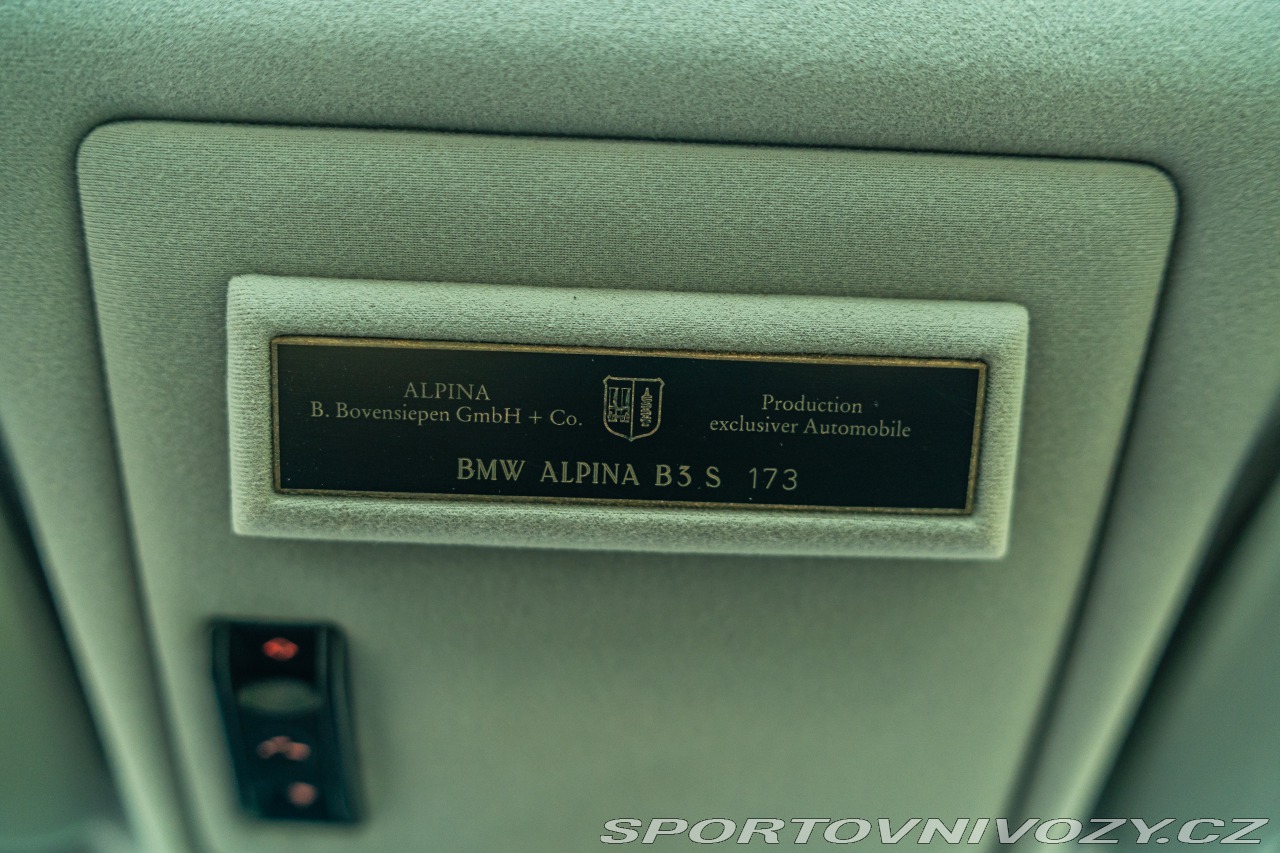 ALPINA
B. Bovensiepen GmbH + Co.
Production
exclusiver Automobile
BMW ALPINA B3 S 173
SPORTOVNIVOZY.CZ